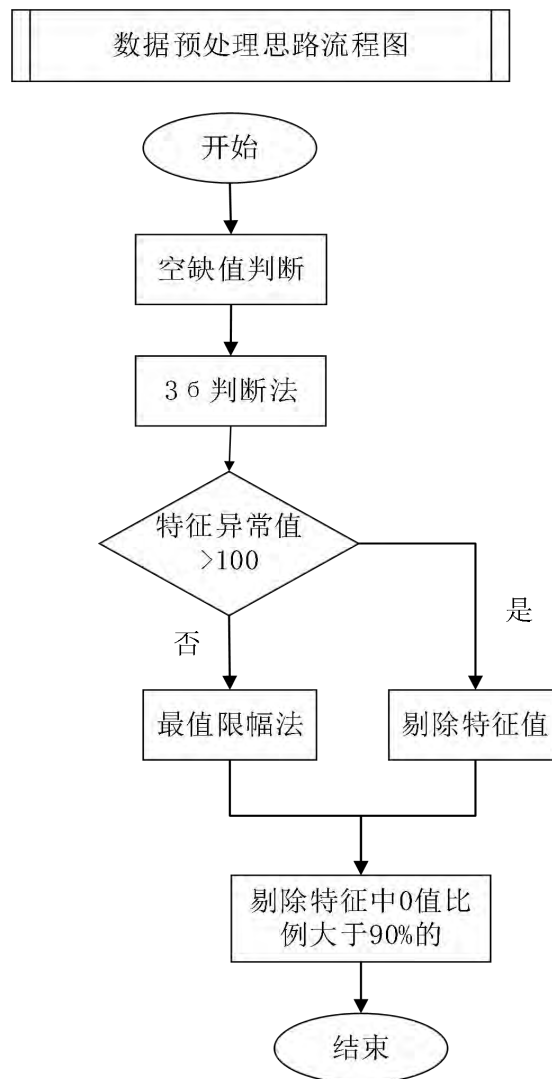 数据预处理思路流程图
开始
空缺值判断
3б判断法
特征异常值
>100
否
是
最值限幅法
剔除特征值
剔除特征中0值比
例大于90%的
结束